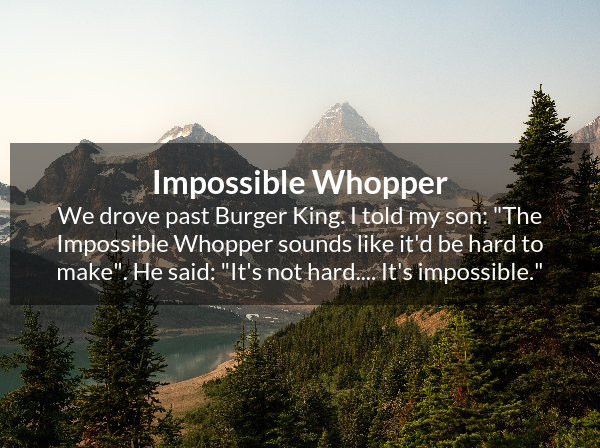 Impossible Whopper
We drove past Burger King. I told my son: "The
Impossible Whopper sounds like it'd be hard to
make". He said: "It's not hard.... It's impossible."